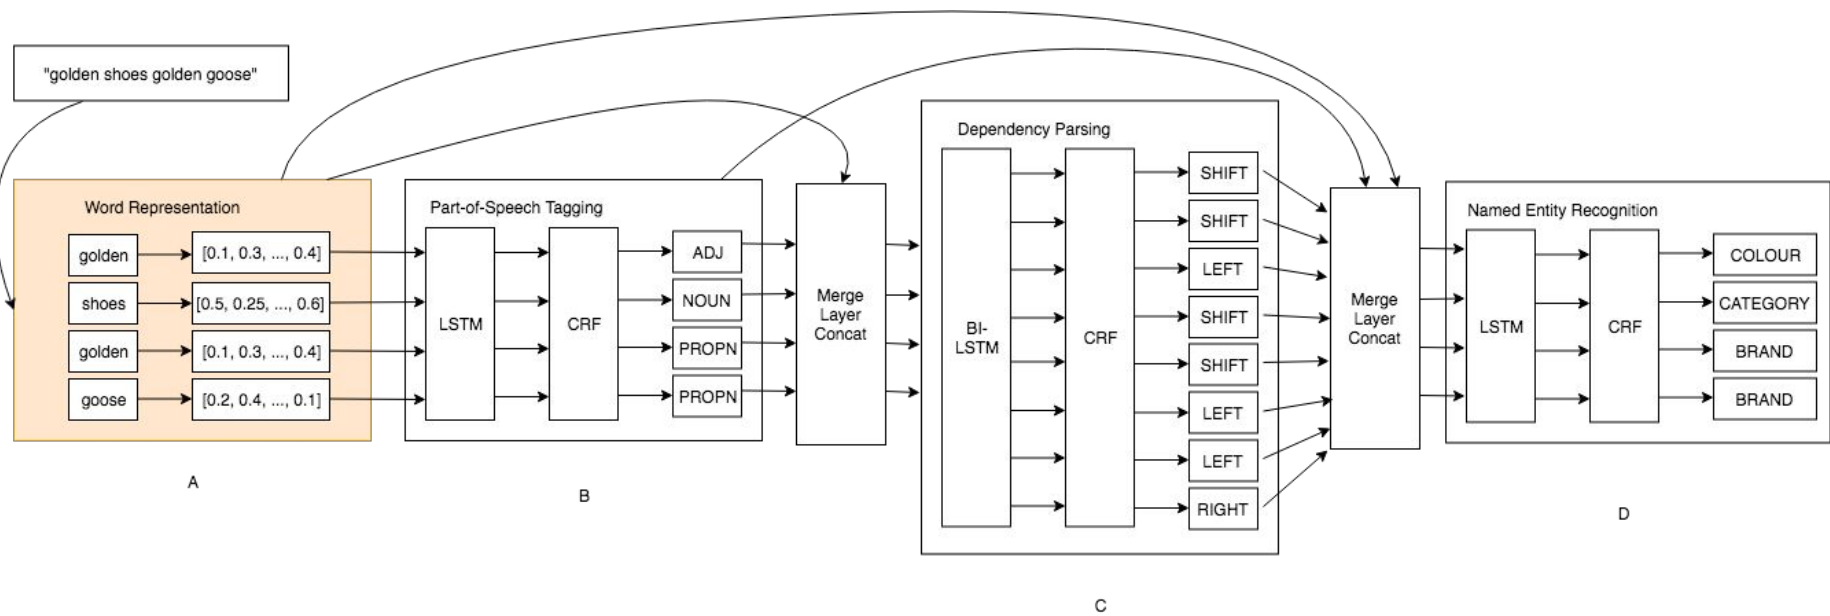 "golden shoes golden goose"
Word Representation
golden
[0.1, 0.3, ..., 0.4]
shoes
[0.5, 0.25, ..., 0.6]
golden
[0.1, 0.3, ..., 0.4]
goose
[0.2, 0.4, ..., 0.1]
A
Part-of-Speech Tagging
LSTM
CRF
ADJ
NOUN
PROPN
PROPN
B
Merge
Layer
Concat
Dependency Parsing
BI-
LSTM
CRF
SHIFT
SHIFT
LEFT
SHIFT
SHIFT
LEFT
LEFT
RIGHT
C
Merge
Layer
Concat
Named Entity Recognition
LSTM
CRF
COLOUR
CATEGORY
BRAND
BRAND
D